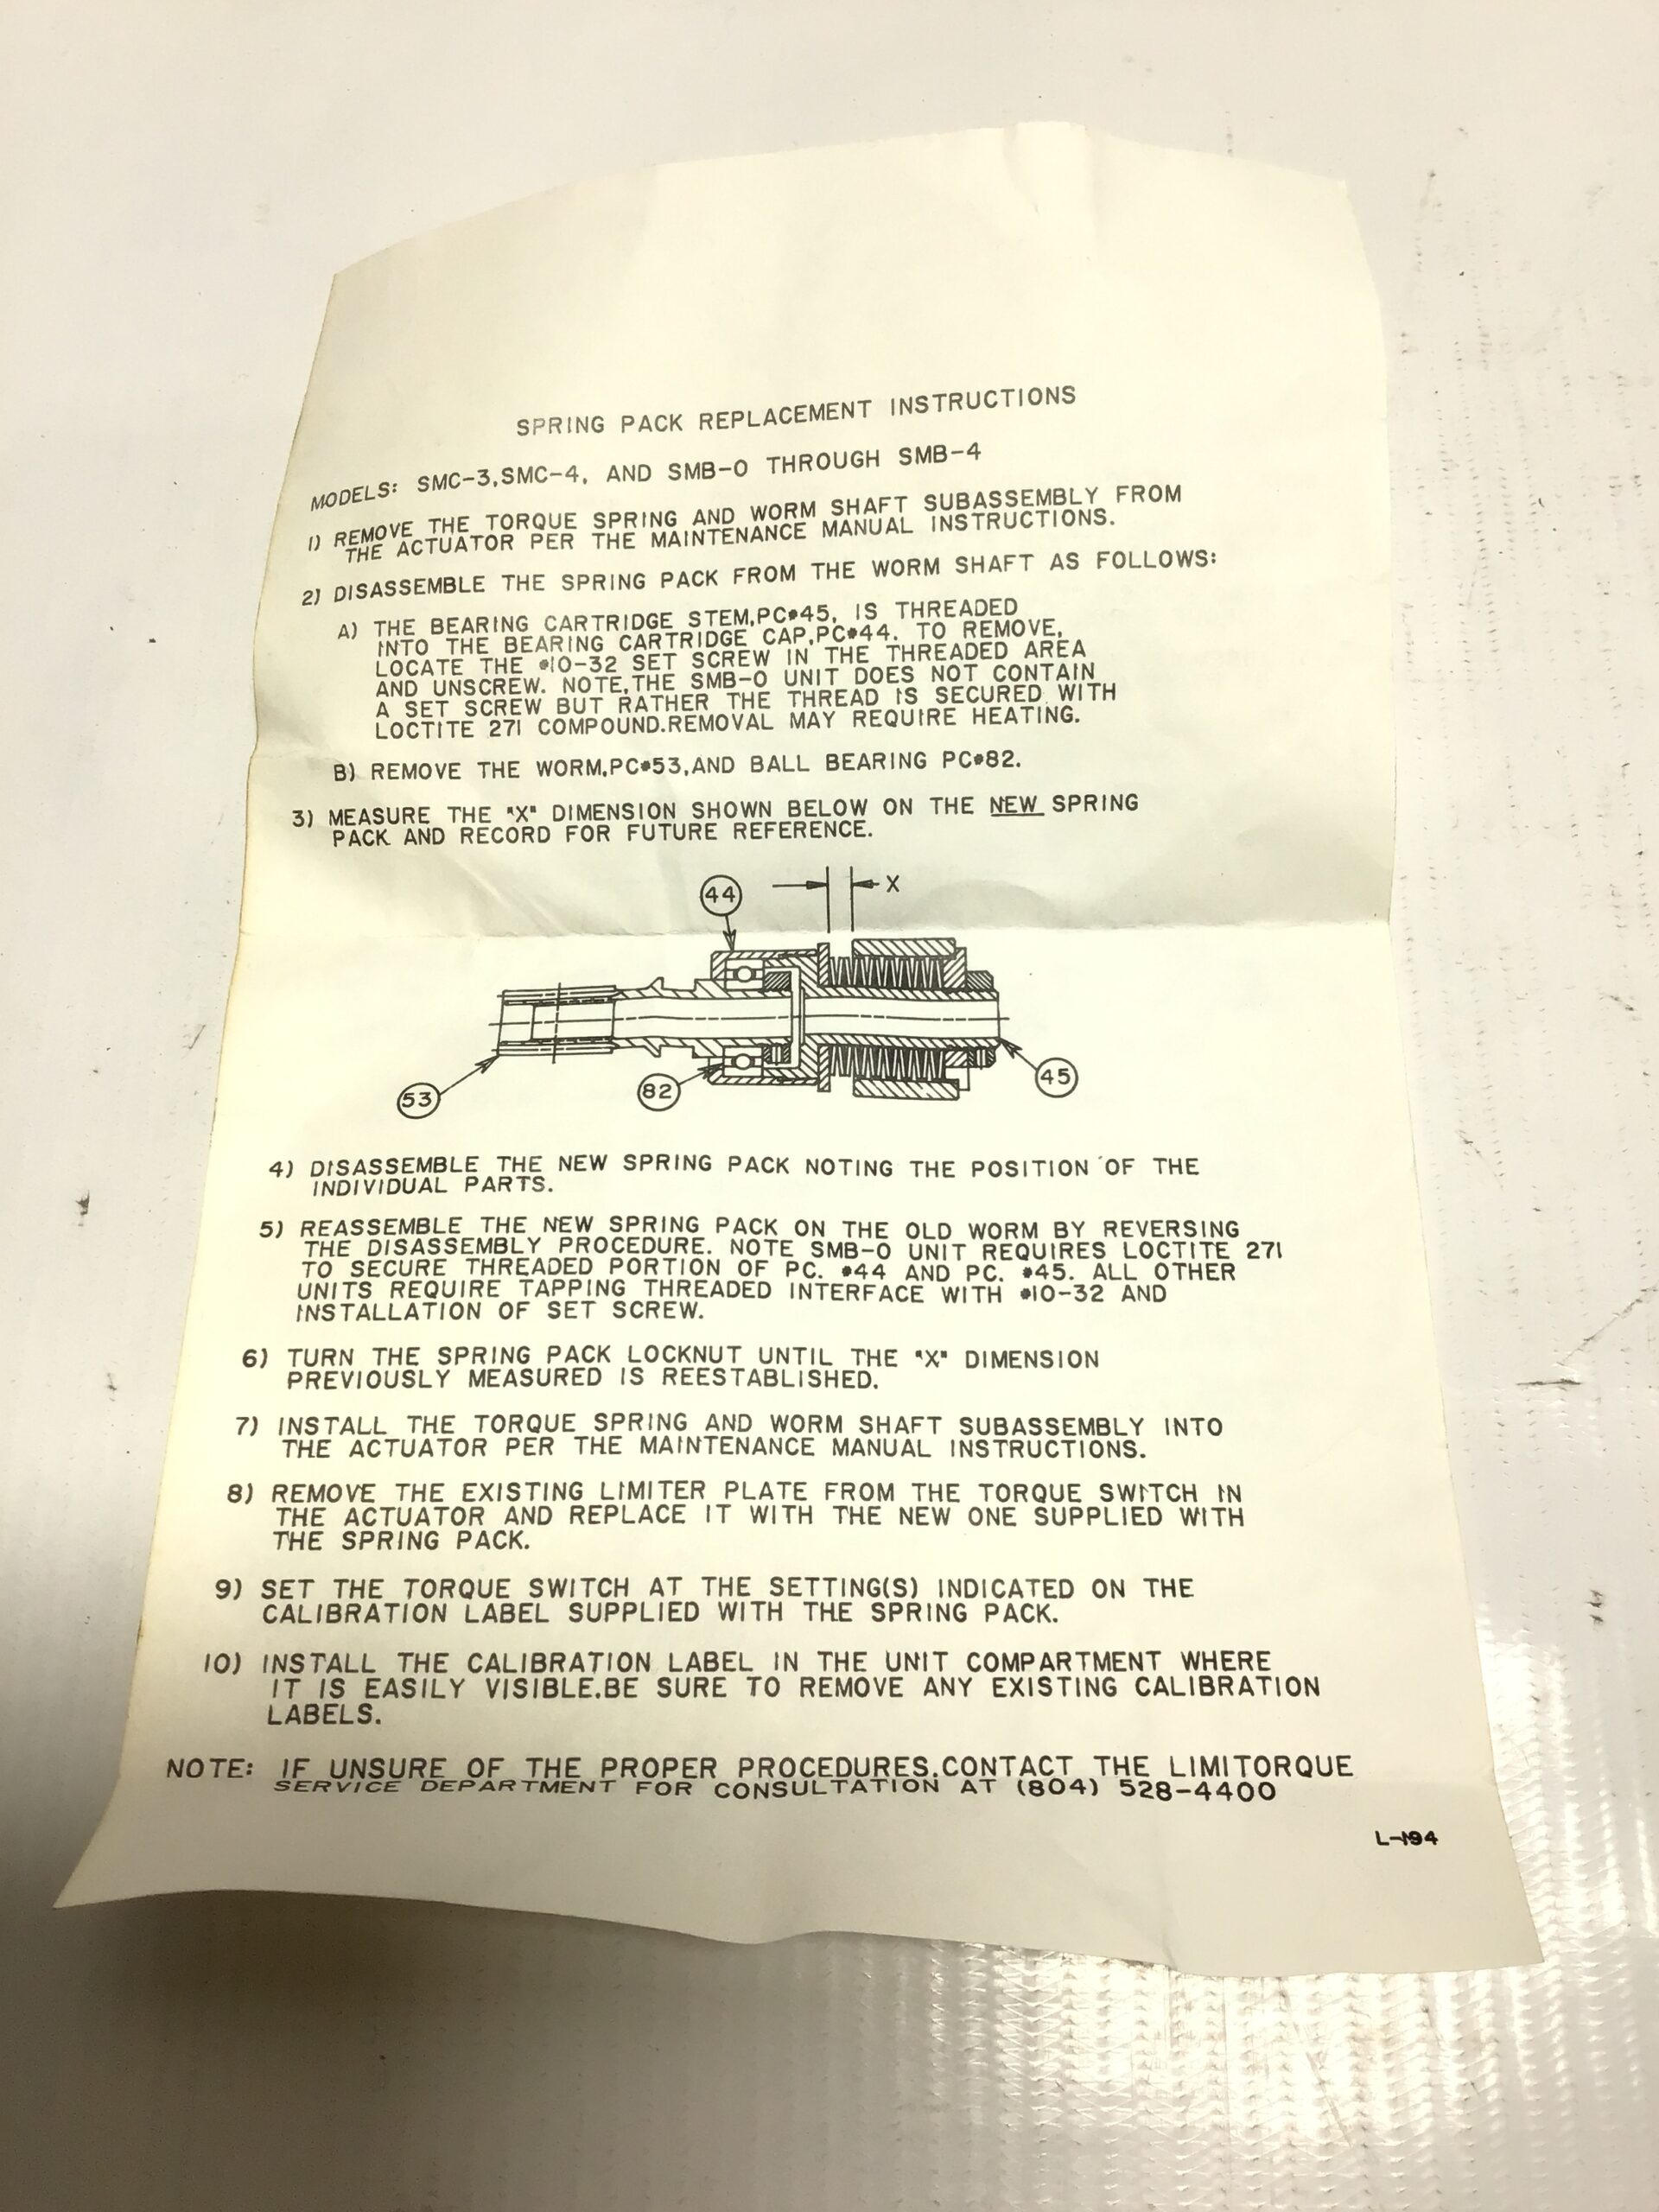 SPRING PACK REPLACEMENT INSTRUCTIONS
MODELS: SMC-3,SMC-4, AND SMB-0 THROUGH SMB-4
1) REMOVE THE TORQUE SPRING AND WORM SHAFT SUBASSEMBLY FROM
THE ACTUATOR PER THE MAINTENANCE MANUAL INSTRUCTIONS.
2) DISASSEMBLE THE SPRING PACK FROM THE WORM SHAFT AS FOLLOWS:
A) THE BEARING CARTRIDGE STEM,PC#45, IS THREADED
INTO THE BEARING CARTRIDGE CAP,PC#44. TO REMOVE,
LOCATE THE #10-32 SET SCREW IN THE THREADED AREA
AND UNSCREW. NOTE,THE SMB-0 UNIT DOES NOT CONTAIN
A SET SCREW BUT RATHER THE THREAD IS SECURED WITH
LOCTITE 271 COMPOUND.REMOVAL MAY REQUIRE HEATING.
B) REMOVE THE WORM,PC#53,AND BALL BEARING PC#82.
3) MEASURE THE "X" DIMENSION SHOWN BELOW ON THE NEW SPRING
PACK AND RECORD FOR FUTURE REFERENCE.
44
X
53
82
45
4) DISASSEMBLE THE NEW SPRING PACK NOTING THE POSITION OF THE
INDIVIDUAL PARTS.
5) REASSEMBLE THE NEW SPRING PACK ON THE OLD WORM BY REVERSING
THE DISASSEMBLY PROCEDURE. NOTE SMB-0 UNIT REQUIRES LOCTITE 271
TO SECURE THREADED PORTION OF PC. #44 AND PC. #45. ALL OTHER
UNITS REQUIRE TAPPING THREADED INTERFACE WITH #10-32 AND
INSTALLATION OF SET SCREW.
6) TURN THE SPRING PACK LOCKNUT UNTIL THE "X" DIMENSION
PREVIOUSLY MEASURED IS REESTABLISHED.
7) INSTALL THE TORQUE SPRING AND WORM SHAFT SUBASSEMBLY INTO
THE ACTUATOR PER THE MAINTENANCE MANUAL INSTRUCTIONS.
8) REMOVE THE EXISTING LIMITER PLATE FROM THE TORQUE SWITCH IN
THE ACTUATOR AND REPLACE IT WITH THE NEW ONE SUPPLIED WITH
THE SPRING PACK.
9) SET THE TORQUE SWITCH AT THE SETTING(S) INDICATED ON THE
CALIBRATION LABEL SUPPLIED WITH THE SPRING PACK.
10) INSTALL THE CALIBRATION LABEL IN THE UNIT COMPARTMENT WHERE
IT IS EASILY VISIBLE.BE SURE TO REMOVE ANY EXISTING CALIBRATION
LABELS.
NOTE: IF UNSURE OF THE PROPER PROCEDURES,CONTACT THE LIMITORQUE
SERVICE DEPARTMENT FOR CONSULTATION AT (804) 528-4400
L-194